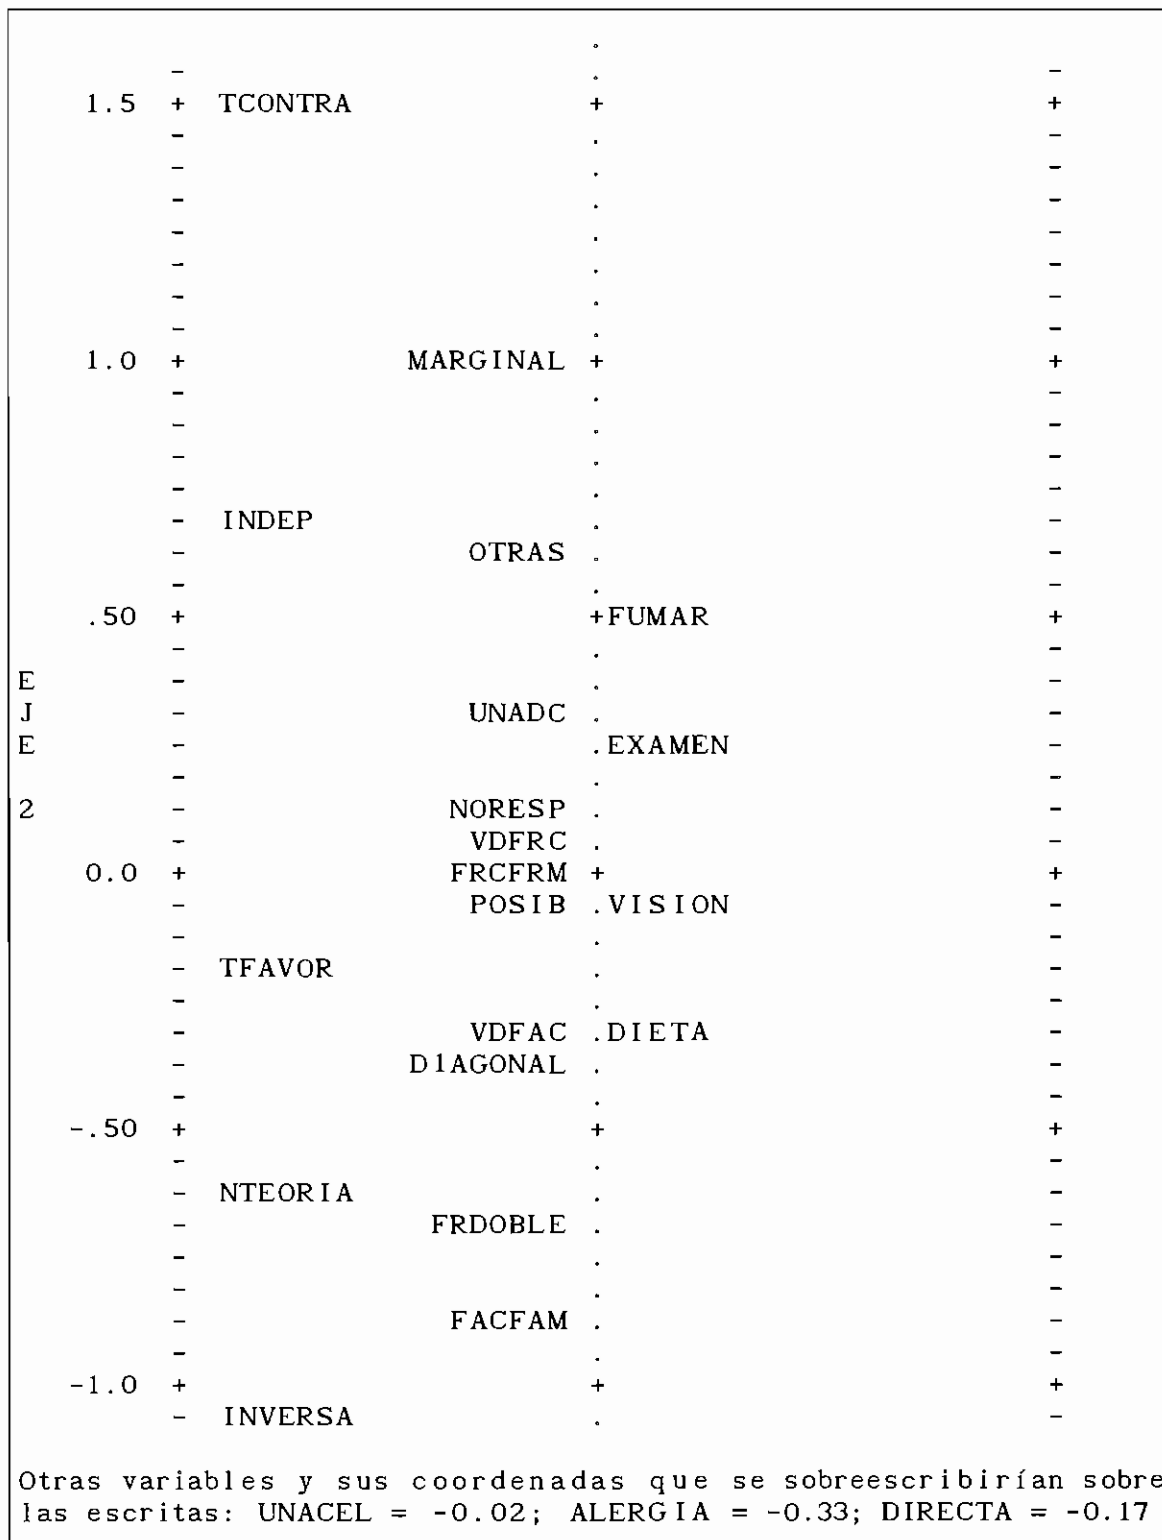 1.5 + TCONTRA + +
1.0 + MARGINAL + +
- INDEP . -
- OTRAS . -
.50 + +FUMAR +
E - . -
J - UNADC . -
E - .EXAMEN -
2 - NORESP . -
- VDFRC . -
0.0 + FRCFRM + +
- POSIB .VISION -
- TFAVOR . -
- VDFAC .DIETA -
- D1AGONAL . -
-.50 + + +
- NTEORIA . -
- FRDOBLE . -
- FACFAM . -
-1.0 + + +
- INVERSA . -
Otras variables y sus coordenadas que se sobreescribirían sobre
las escritas: UNACEL = -0.02; ALERGIA = -0.33; DIRECTA = -0.17